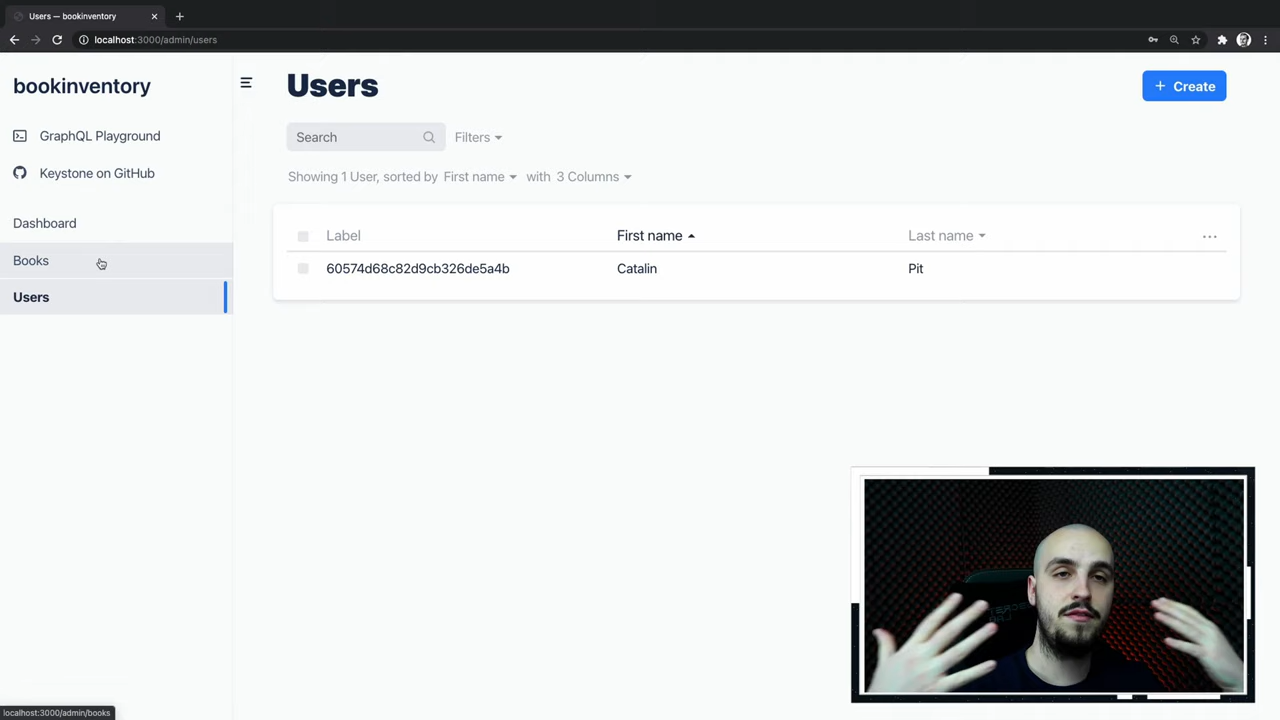 Users — bookinventory
localhost:3000/admin/users
bookinventory
GraphQL Playground
Keystone on GitHub
Dashboard
Books
Users
Users
+ Create
Search
Filters
Showing 1 User, sorted by First name with 3 Columns
Label First name Last name
60574d68c82d9cb326de5a4b Catalin Pit
localhost:3000/admin/books